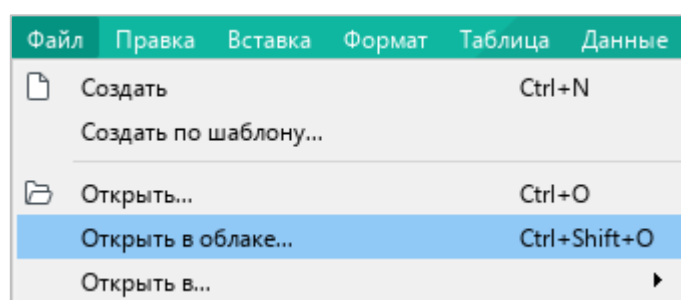 Файл Правка Вставка Формат Таблица Данные
Создать Ctrl+N
Создать по шаблону...
Открыть... Ctrl+O
Открыть в облаке... Ctrl+Shift+O
Открыть в...